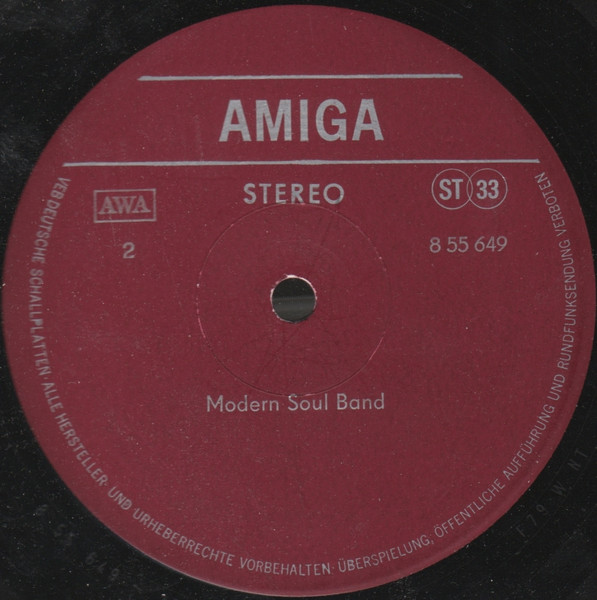 AMIGA
STEREO
ST 33
AWA
2
8 55 649
Modern Soul Band
VEB DEUTSCHE SCHALLPLATTEN · ALLE HERSTELLER- UND URHEBERRECHTE VORBEHALTEN · ÜBERSPIELUNG, ÖFFENTLICHE AUFFÜHRUNG UND RUNDFUNKSENDUNG VERBOTEN